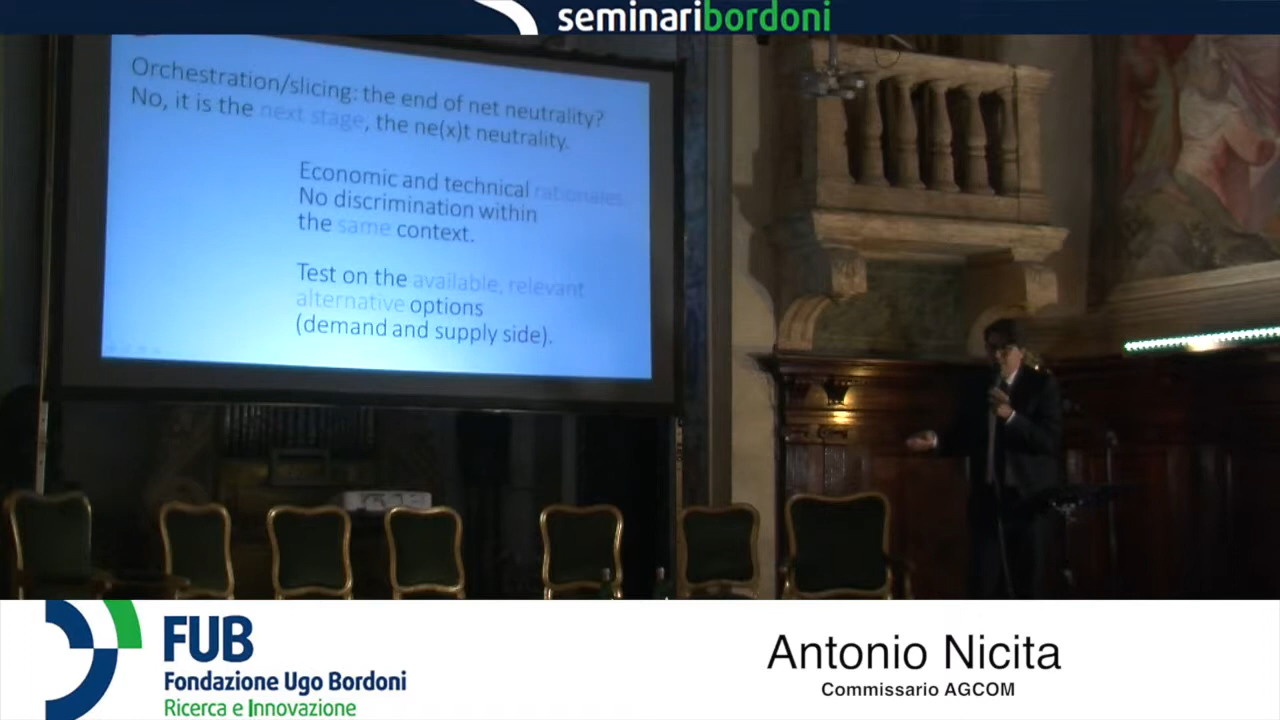 seminaribordoni
Orchestration/slicing: the end of net neutrality?
No, it is the next stage, the ne(x)t neutrality.
Economic and technical rationales.
No discrimination within
the same context.
Test on the available, relevant
alternative options
(demand and supply side).
FUB
Fondazione Ugo Bordoni
Ricerca e Innovazione
Antonio Nicita
Commissario AGCOM